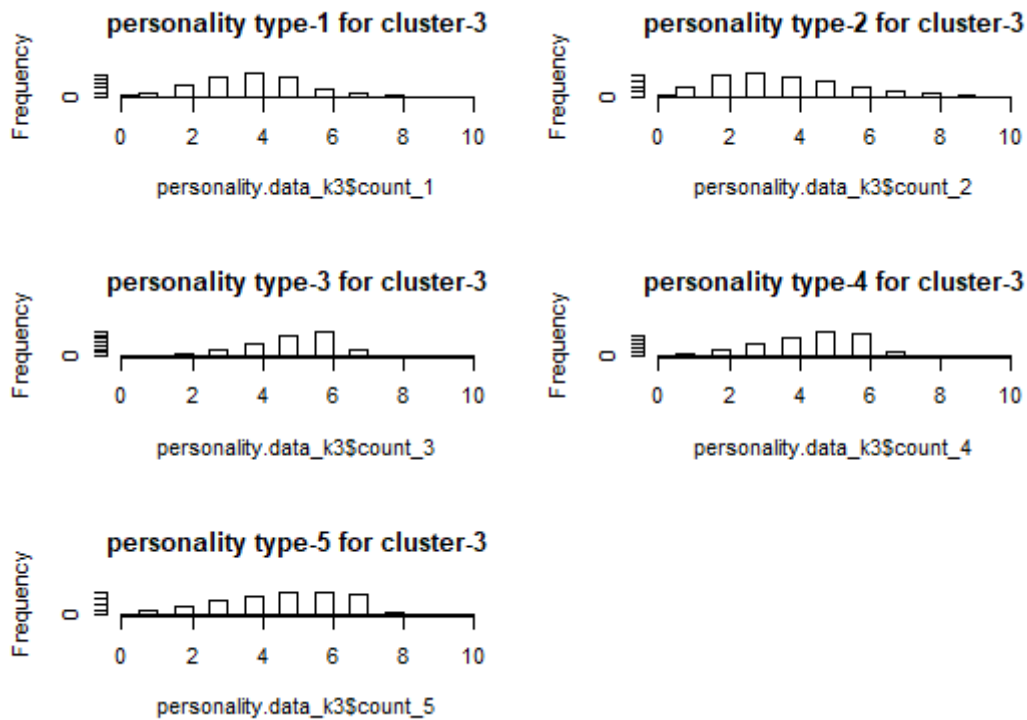 personality type-1 for cluster-3
Frequency
0
0 2 4 6 8 10
personality.data_k3$count_1
personality type-2 for cluster-3
Frequency
0
0 2 4 6 8 10
personality.data_k3$count_2
personality type-3 for cluster-3
Frequency
0
0 2 4 6 8 10
personality.data_k3$count_3
personality type-4 for cluster-3
Frequency
0
0 2 4 6 8 10
personality.data_k3$count_4
personality type-5 for cluster-3
Frequency
0
0 2 4 6 8 10
personality.data_k3$count_5